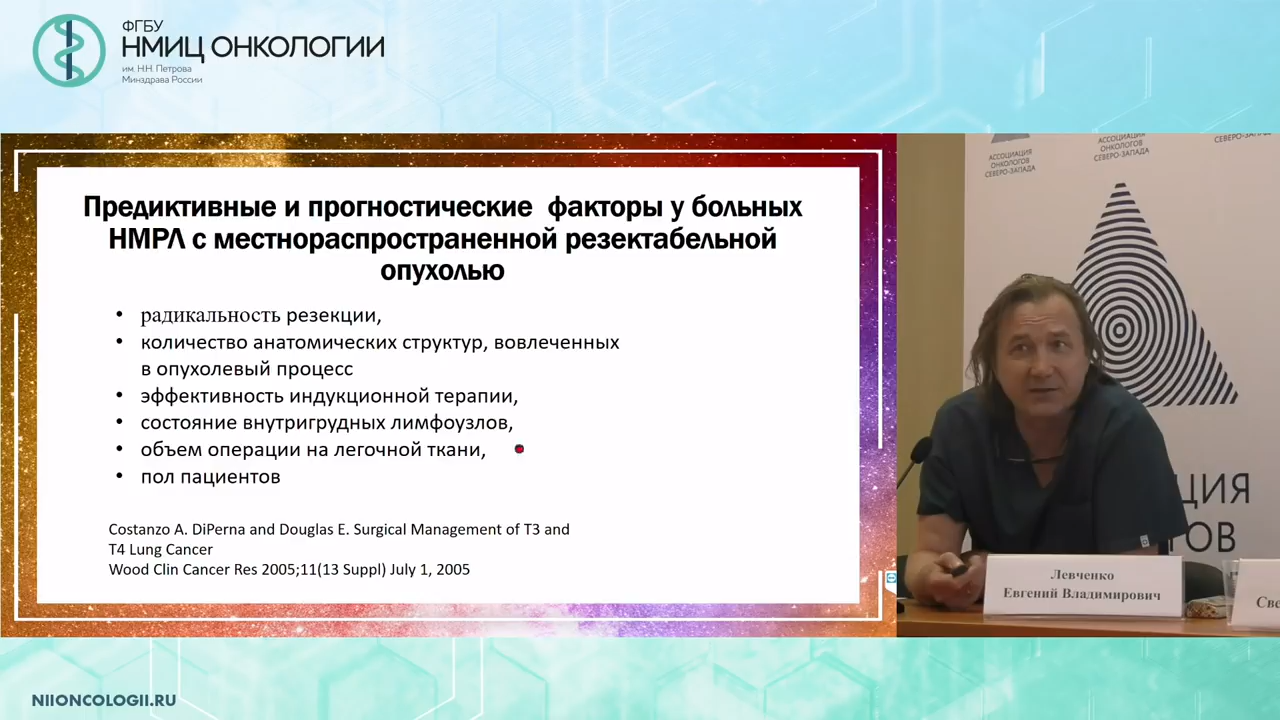 ФГБУ
НМИЦ ОНКОЛОГИИ
им. Н.Н. Петрова
Минздрава России
Предиктивные и прогностические факторы у больных
НМРЛ с местнораспространенной резектабельной
опухолью
• радикальность резекции,
• количество анатомических структур, вовлеченных
в опухолевый процесс
• эффективность индукционной терапии,
• состояние внутригрудных лимфоузлов,
• объем операции на легочной ткани,
• пол пациентов
Costanzo A. DiPerna and Douglas E. Surgical Management of T3 and
T4 Lung Cancer
Wood Clin Cancer Res 2005;11(13 Suppl) July 1, 2005
АССОЦИАЦИЯ
ОНКОЛОГОВ
СЕВЕРО-ЗАПАДА
АССОЦИАЦИЯ
ОНКОЛОГОВ
СЕВЕРО-ЗАПАДА
СЕВЕРО-ЗАПАДА
ЦИЯ
ГОВ
Левченко
Евгений Владимирович
Све
NIIONCOLOGII.RU